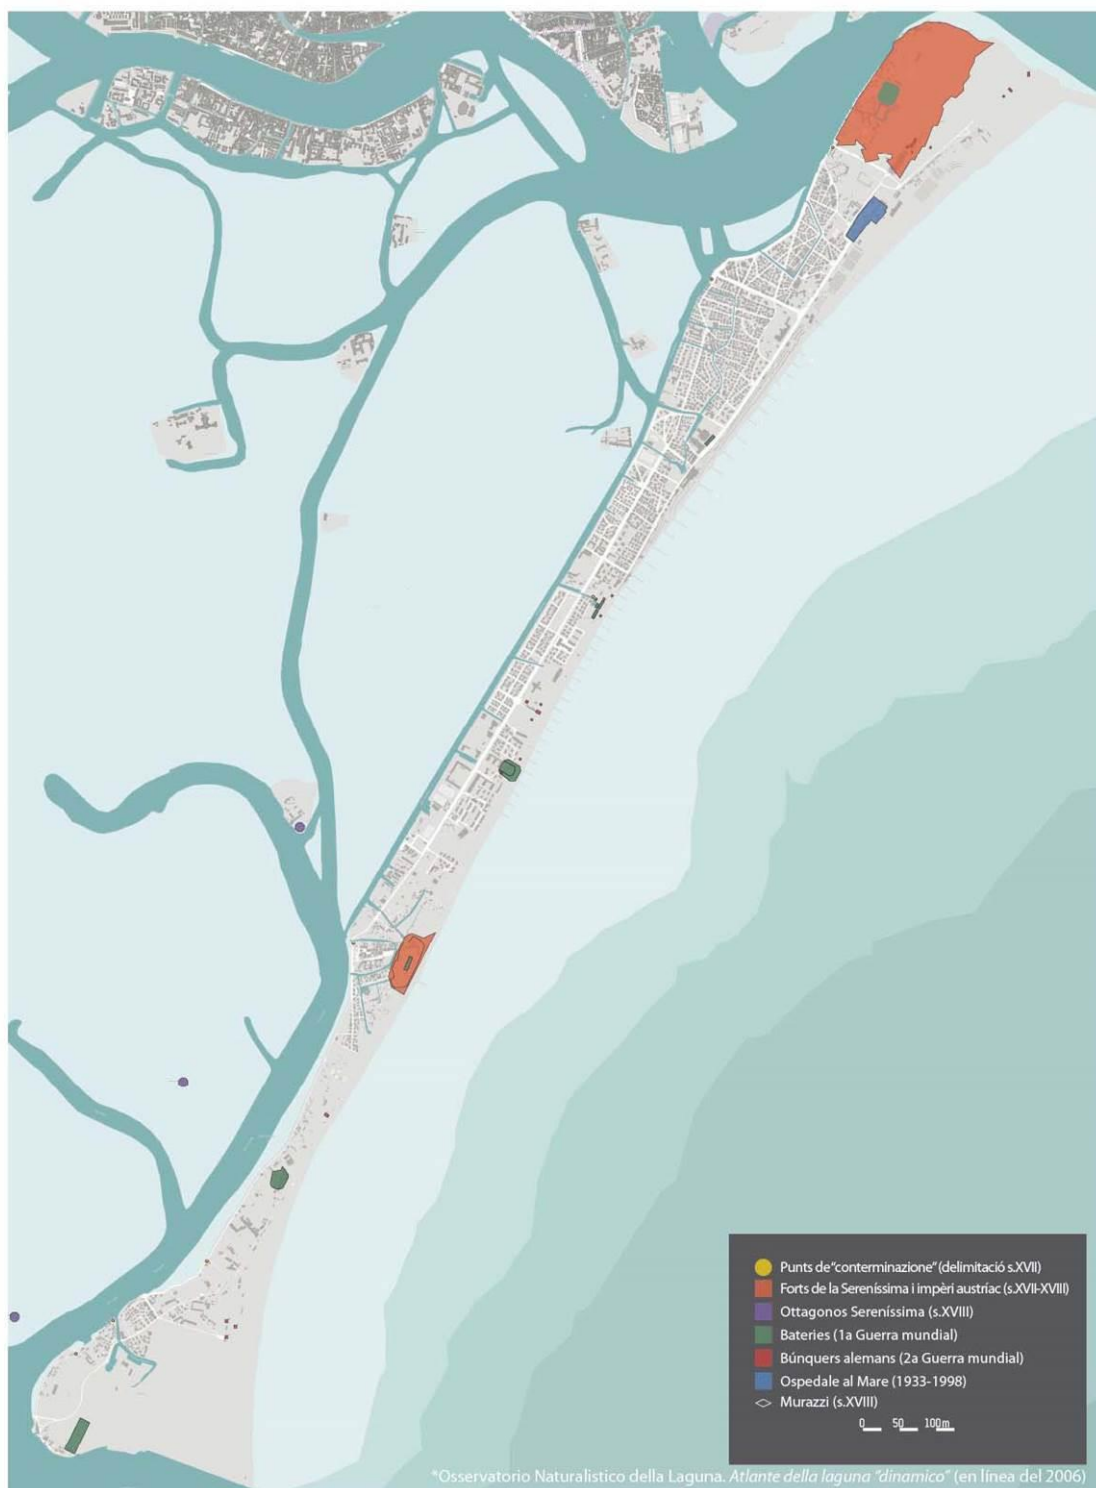 Punts de “conterminazione” (delimitació s.XVII)
Forts de la Sereníssima i impèri austríac (s.XVII-XVIII)
Ottagonos Sereníssima (s.XVIII)
Bateries (1a Guerra mundial)
Búnquers alemans (2a Guerra mundial)
Ospedale al Mare (1933-1998)
Murazzi (s.XVIII)
0 50 100m
*Osservatorio Naturalistico della Laguna. Atlante della laguna “dinamico” (en línea del 2006)